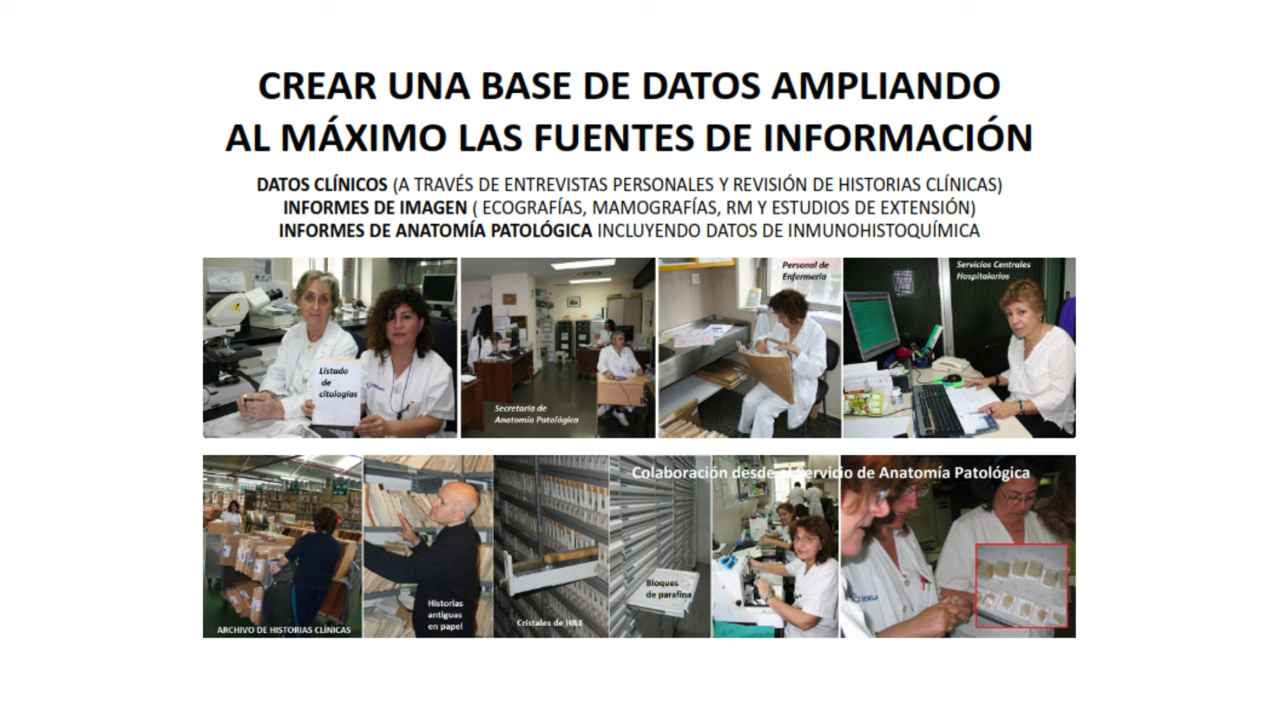 CREAR UNA BASE DE DATOS AMPLIANDO
AL MÁXIMO LAS FUENTES DE INFORMACIÓN
DATOS CLÍNICOS (A TRAVÉS DE ENTREVISTAS PERSONALES Y REVISIÓN DE HISTORIAS CLÍNICAS)
INFORMES DE IMAGEN ( ECOGRAFÍAS, MAMOGRAFÍAS, RM Y ESTUDIOS DE EXTENSIÓN)
INFORMES DE ANATOMÍA PATOLÓGICA INCLUYENDO DATOS DE INMUNOHISTOQUÍMICA
Listado
de
citologías
Secretaría de
Anatomía Patológica
Personal de
Enfermería
Servicios Centrales
Hospitalarios
ARCHIVO DE HISTORIAS CLÍNICAS
Historias
antiguas
en papel
Cristales de H&E
Bloques
de parafina
Colaboración desde el Servicio de Anatomía Patológica